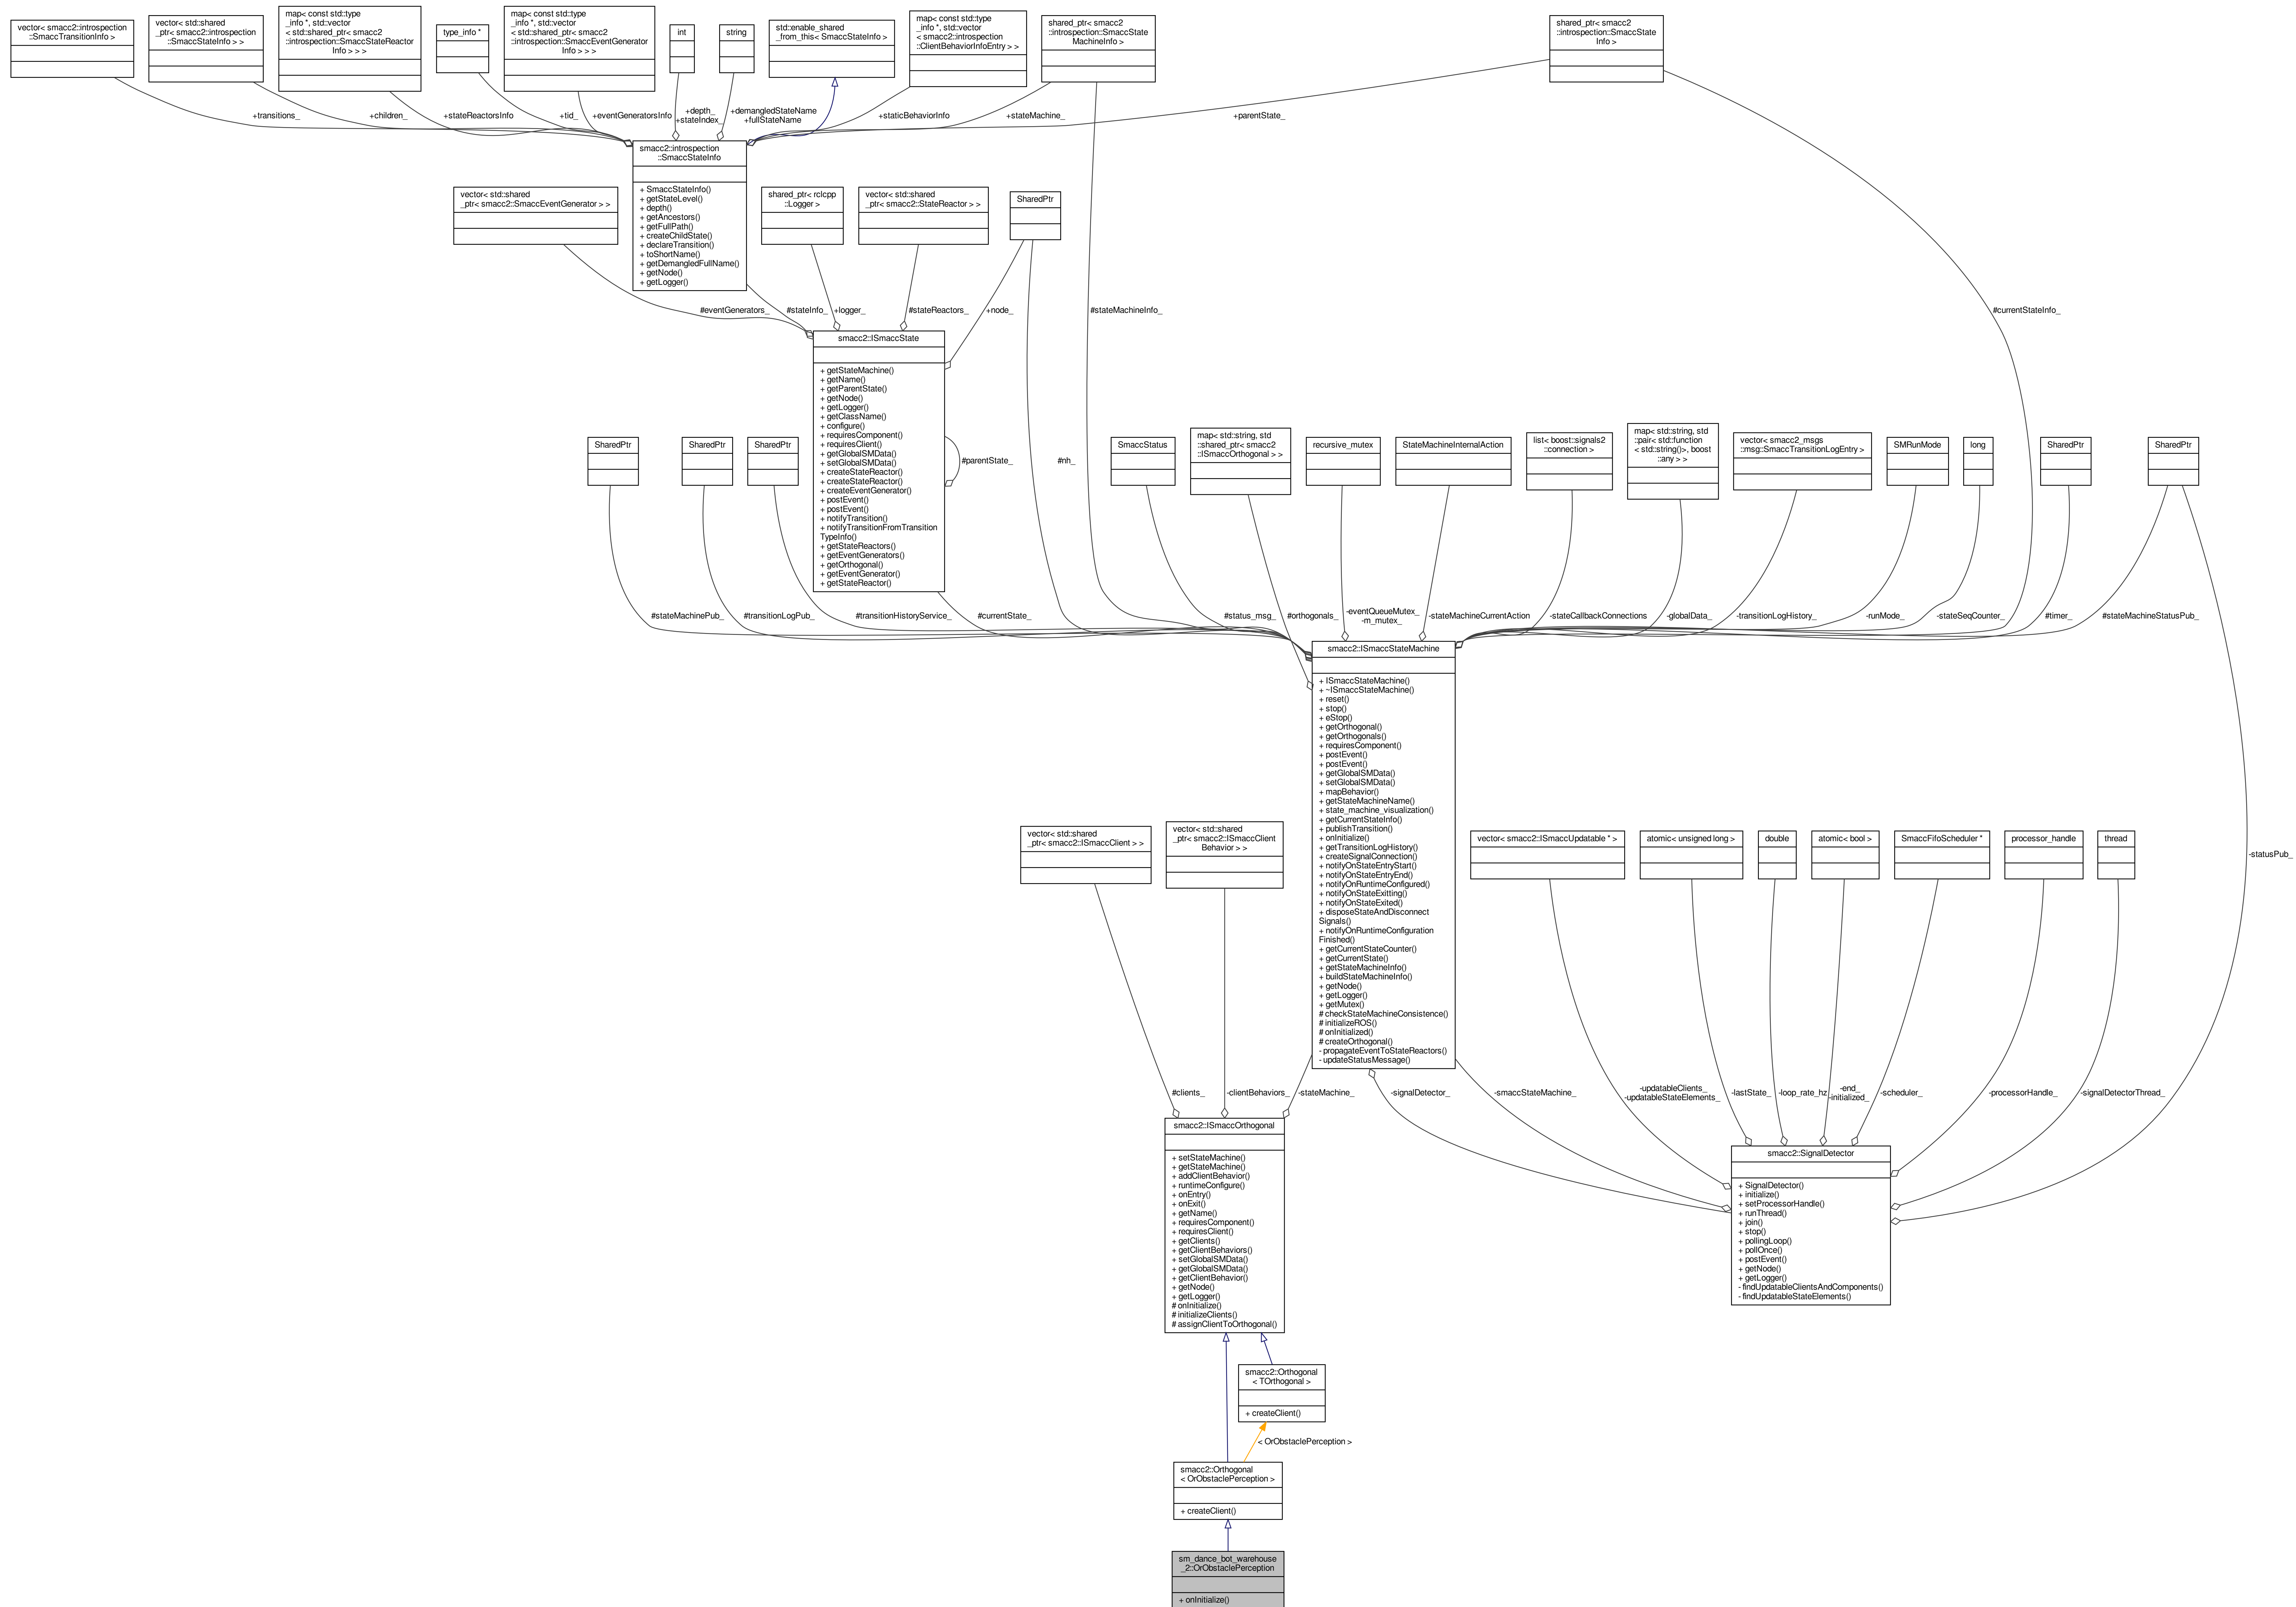 vector< smacc2::introspection
::SmaccTransitionInfo >
vector< std::shared
_ptr< smacc2::introspection
::SmaccStateInfo > >
map< const std::type
_info *, std::vector
< std::shared_ptr< smacc2
::introspection::SmaccStateReactor
Info > > >
type_info *
map< const std::type
_info *, std::vector
< std::shared_ptr< smacc2
::introspection::SmaccEventGenerator
Info > > >
int
string
std::enable_shared
_from_this< SmaccStateInfo >
map< const std::type
_info *, std::vector
< smacc2::introspection
::ClientBehaviorInfoEntry > >
shared_ptr< smacc2
::introspection::SmaccState
MachineInfo >
shared_ptr< smacc2
::introspection::SmaccState
Info >
+transitions_
+children_
+stateReactorsInfo
+tid_
+eventGeneratorsInfo
+depth_
+stateIndex_
+demangledStateName
+fullStateName
+staticBehaviorInfo
+stateMachine_
+parentState_
smacc2::introspection
::SmaccStateInfo
+ SmaccStateInfo()
+ getStateLevel()
+ depth()
+ getAncestors()
+ getFullPath()
+ createChildState()
+ declareTransition()
+ toShortName()
+ getDemangledFullName()
+ getNode()
+ getLogger()
vector< std::shared
_ptr< smacc2::SmaccEventGenerator > >
shared_ptr< rclcpp
::Logger >
vector< std::shared
_ptr< smacc2::StateReactor > >
SharedPtr
#eventGenerators_
#stateInfo_
+logger_
#stateReactors_
+node_
#stateMachineInfo_
#currentStateInfo_
smacc2::ISmaccState
+ getStateMachine()
+ getName()
+ getParentState()
+ getNode()
+ getLogger()
+ getClassName()
+ configure()
+ requiresComponent()
+ requiresClient()
+ getGlobalSMData()
+ setGlobalSMData()
+ createStateReactor()
+ createStateReactor()
+ createEventGenerator()
+ postEvent()
+ postEvent()
+ notifyTransition()
+ notifyTransitionFromTransition
TypeInfo()
+ getStateReactors()
+ getEventGenerators()
+ getOrthogonal()
+ getEventGenerator()
+ getStateReactor()
#parentState_
#nh_
SharedPtr
SharedPtr
SharedPtr
SmaccStatus
map< std::string, std
::shared_ptr< smacc2
::ISmaccOrthogonal > >
recursive_mutex
StateMachineInternalAction
list< boost::signals2
::connection >
map< std::string, std
::pair< std::function
< std::string()>, boost
::any > >
vector< smacc2_msgs
::msg::SmaccTransitionLogEntry >
SMRunMode
long
SharedPtr
SharedPtr
#stateMachinePub_
#transitionLogPub_
#transitionHistoryService_
#currentState_
#status_msg_
#orthogonals_
-eventQueueMutex_
-m_mutex_
-stateMachineCurrentAction
-stateCallbackConnections
-globalData_
-transitionLogHistory_
-runMode_
-stateSeqCounter_
#timer_
#stateMachineStatusPub_
smacc2::ISmaccStateMachine
+ ISmaccStateMachine()
+ ~ISmaccStateMachine()
+ reset()
+ stop()
+ eStop()
+ getOrthogonal()
+ getOrthogonals()
+ requiresComponent()
+ postEvent()
+ postEvent()
+ getGlobalSMData()
+ setGlobalSMData()
+ mapBehavior()
+ getStateMachineName()
+ state_machine_visualization()
+ getCurrentStateInfo()
+ publishTransition()
+ onInitialize()
+ getTransitionLogHistory()
+ createSignalConnection()
+ notifyOnStateEntryStart()
+ notifyOnStateEntryEnd()
+ notifyOnRuntimeConfigured()
+ notifyOnStateExitting()
+ notifyOnStateExited()
+ disposeStateAndDisconnect
Signals()
+ notifyOnRuntimeConfiguration
Finished()
+ getCurrentStateCounter()
+ getCurrentState()
+ getStateMachineInfo()
+ buildStateMachineInfo()
+ getNode()
+ getLogger()
+ getMutex()
# checkStateMachineConsistence()
# initializeROS()
# onInitialized()
# createOrthogonal()
- propagateEventToStateReactors()
- updateStatusMessage()
vector< std::shared
_ptr< smacc2::ISmaccClient > >
vector< std::shared
_ptr< smacc2::ISmaccClient
Behavior > >
vector< smacc2::ISmaccUpdatable * >
atomic< unsigned long >
double
atomic< bool >
SmaccFifoScheduler *
processor_handle
thread
-statusPub_
#clients_
-clientBehaviors_
-stateMachine_
-signalDetector_
-smaccStateMachine_
-updatableClients_
-updatableStateElements_
-lastState_
-loop_rate_hz
-end_
-initialized_
-scheduler_
-processorHandle_
-signalDetectorThread_
smacc2::ISmaccOrthogonal
+ setStateMachine()
+ getStateMachine()
+ addClientBehavior()
+ runtimeConfigure()
+ onEntry()
+ onExit()
+ getName()
+ requiresComponent()
+ requiresClient()
+ getClients()
+ getClientBehaviors()
+ setGlobalSMData()
+ getGlobalSMData()
+ getClientBehavior()
+ getNode()
+ getLogger()
# onInitialize()
# initializeClients()
# assignClientToOrthogonal()
smacc2::SignalDetector
+ SignalDetector()
+ initialize()
+ setProcessorHandle()
+ runThread()
+ join()
+ stop()
+ pollingLoop()
+ pollOnce()
+ postEvent()
+ getNode()
+ getLogger()
- findUpdatableClientsAndComponents()
- findUpdatableStateElements()
smacc2::Orthogonal
< TOrthogonal >
+ createClient()
< OrObstaclePerception >
smacc2::Orthogonal
< OrObstaclePerception >
+ createClient()
sm_dance_bot_warehouse
_2::OrObstaclePerception
+ onInitialize()